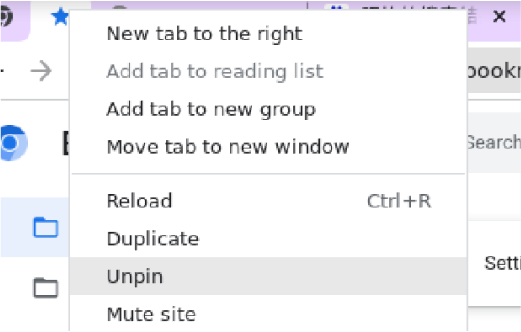 New tab to the right
Add tab to reading list
Add tab to new group
Move tab to new window
Search
Reload Ctrl+R
Duplicate
Unpin
Mute site